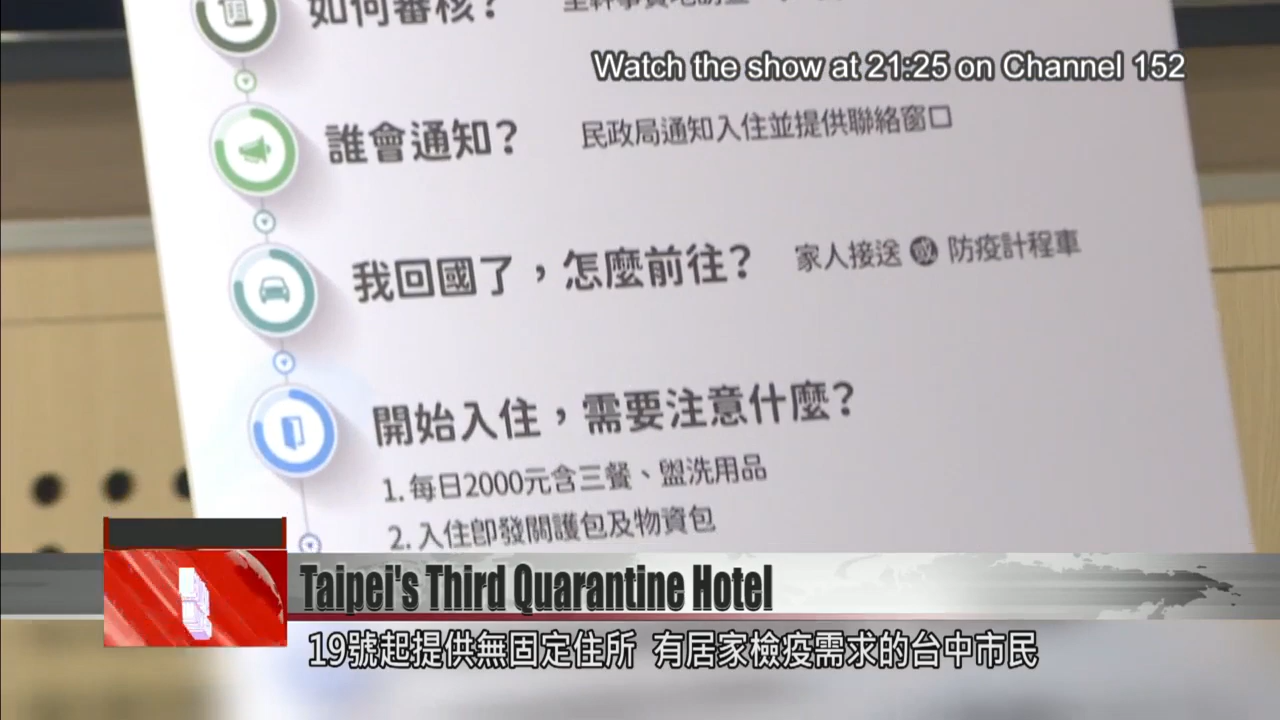 如何審核？
Watch the show at 21:25 on Channel 152
誰會通知？ 民政局通知入住並提供聯絡窗口
我回國了，怎麼前往？ 家人接送 或 防疫計程車
開始入住，需要注意什麼？
1. 每日2000元含三餐、盥洗用品
2. 入住即發關護包及物資包
Taipei's Third Quarantine Hotel
19號起提供無固定住所 有居家檢疫需求的台中市民